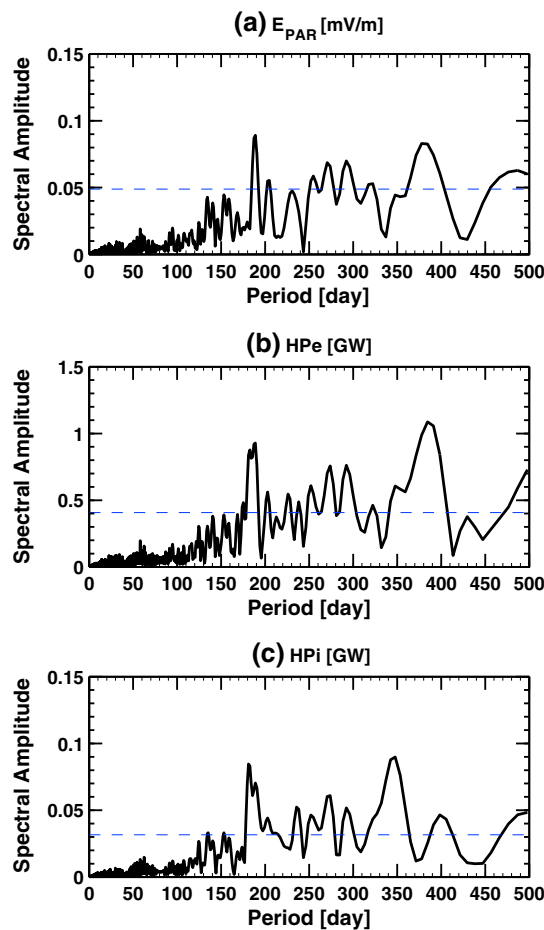 (a) E_PAR [mV/m]
Spectral Amplitude
0.15
0.1
0.05
0
0 50 100 150 200 250 300 350 400 450 500
Period [day]
(b) HPe [GW]
Spectral Amplitude
1.5
1
0.5
0
0 50 100 150 200 250 300 350 400 450 500
Period [day]
(c) HPi [GW]
Spectral Amplitude
0.15
0.1
0.05
0
0 50 100 150 200 250 300 350 400 450 500
Period [day]